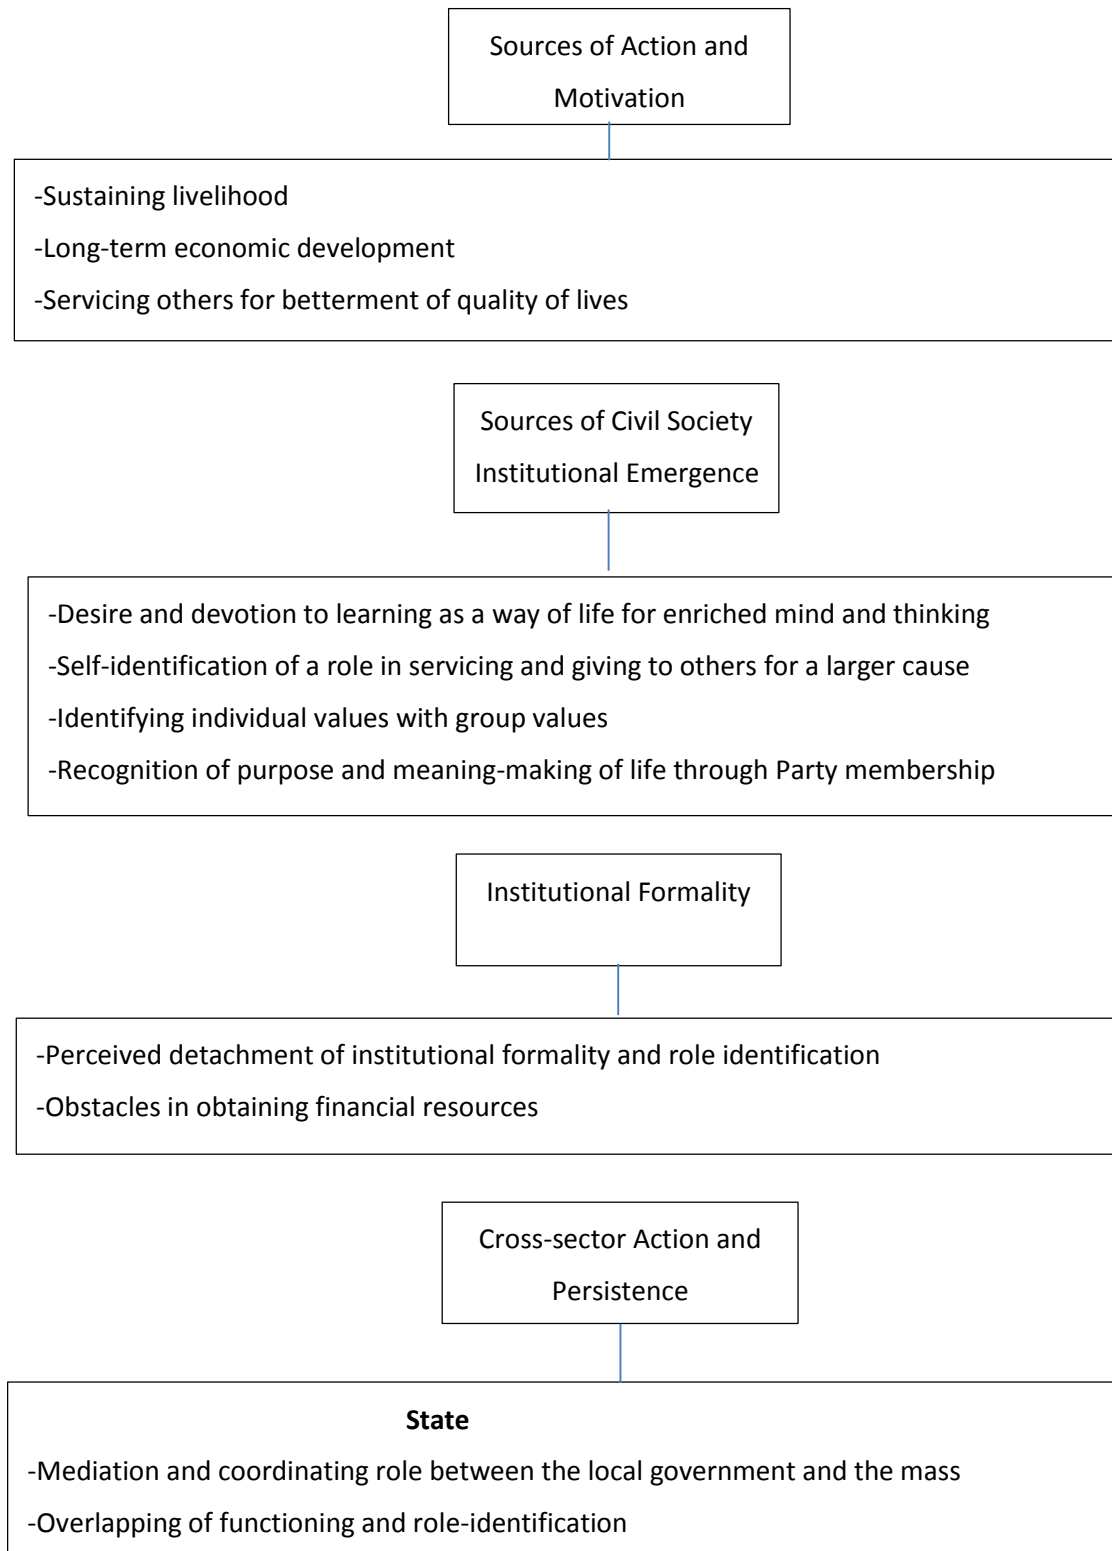 Sources of Action and
Motivation
-Sustaining livelihood
-Long-term economic development
-Servicing others for betterment of quality of lives
Sources of Civil Society
Institutional Emergence
-Desire and devotion to learning as a way of life for enriched mind and thinking
-Self-identification of a role in servicing and giving to others for a larger cause
-Identifying individual values with group values
-Recognition of purpose and meaning-making of life through Party membership
Institutional Formality
-Perceived detachment of institutional formality and role identification
-Obstacles in obtaining financial resources
Cross-sector Action and
Persistence
State
-Mediation and coordinating role between the local government and the mass
-Overlapping of functioning and role-identification